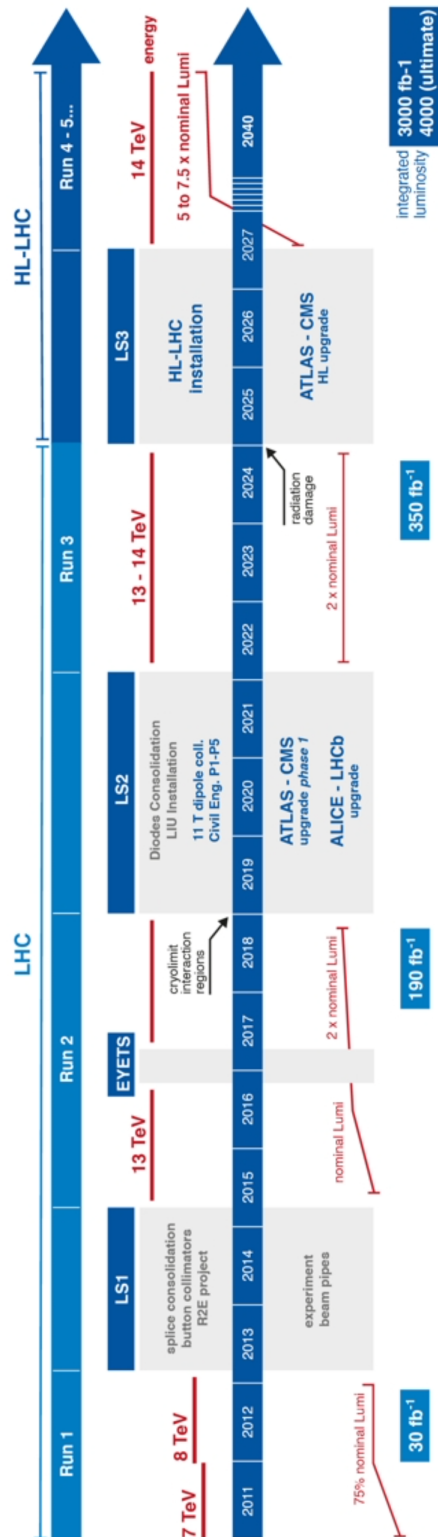 LHC
HL-LHC
Run 1
Run 2
Run 3
Run 4 - 5...
LS1
EYETS
LS2
LS3
7 TeV
8 TeV
13 TeV
13 - 14 TeV
14 TeV
energy
splice consolidation
button collimators
R2E project
cryolimit
interaction
regions
Diodes Consolidation
LIU Installation
11 T dipole coll.
Civil Eng. P1-P5
HL-LHC
installation
5 to 7.5 x nominal Lumi
2011
2012
2013
2014
2015
2016
2017
2018
2019
2020
2021
2022
2023
2024
2025
2026
2027
2040
75% nominal Lumi
experiment
beam pipes
nominal Lumi
2 x nominal Lumi
ATLAS - CMS
upgrade phase 1
ALICE - LHCb
upgrade
radiation
damage
2 x nominal Lumi
ATLAS - CMS
HL upgrade
30 fb-1
190 fb-1
350 fb-1
integrated
luminosity
3000 fb-1
4000 (ultimate)